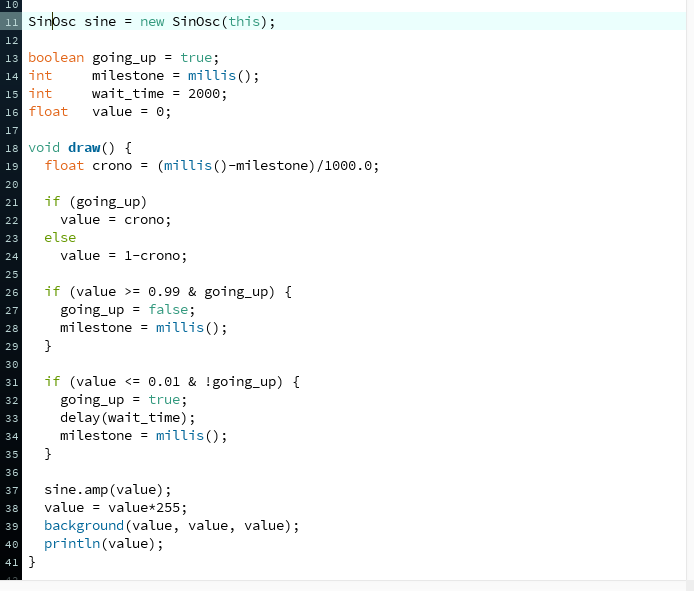 10
11 SinOsc sine = new SinOsc(this);
12
13 boolean going_up = true;
14 int     milestone = millis();
15 int     wait_time = 2000;
16 float   value = 0;
17
18 void draw() {
19   float crono = (millis()-milestone)/1000.0;
20
21   if (going_up)
22     value = crono;
23   else
24     value = 1-crono;
25
26   if (value >= 0.99 & going_up) {
27     going_up = false;
28     milestone = millis();
29   }
30
31   if (value <= 0.01 & !going_up) {
32     going_up = true;
33     delay(wait_time);
34     milestone = millis();
35   }
36
37   sine.amp(value);
38   value = value*255;
39   background(value, value, value);
40   println(value);
41 }